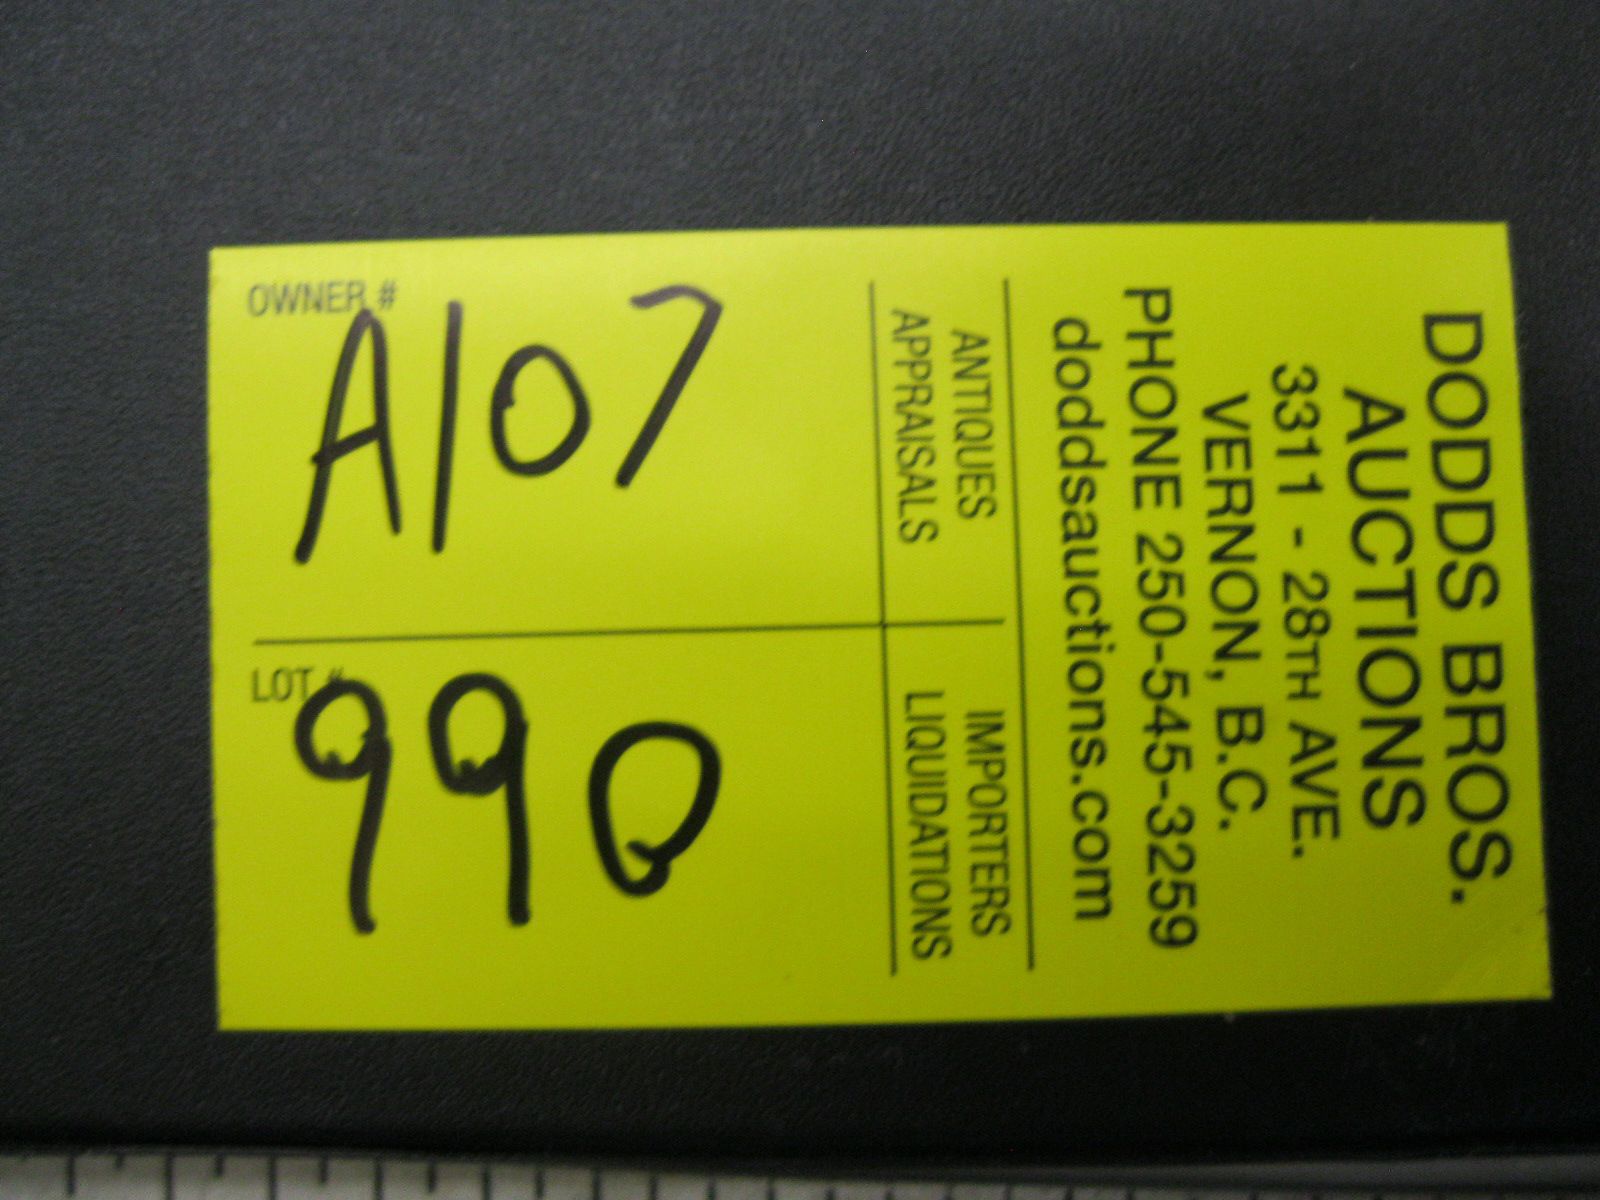 DODDS BROS.
AUCTIONS
3311 - 28TH AVE.
VERNON, B.C.
PHONE 250-545-3259
doddsauctions.com
ANTIQUES
APPRAISALS
IMPORTERS
LIQUIDATIONS
OWNER #
A107
LOT #
990